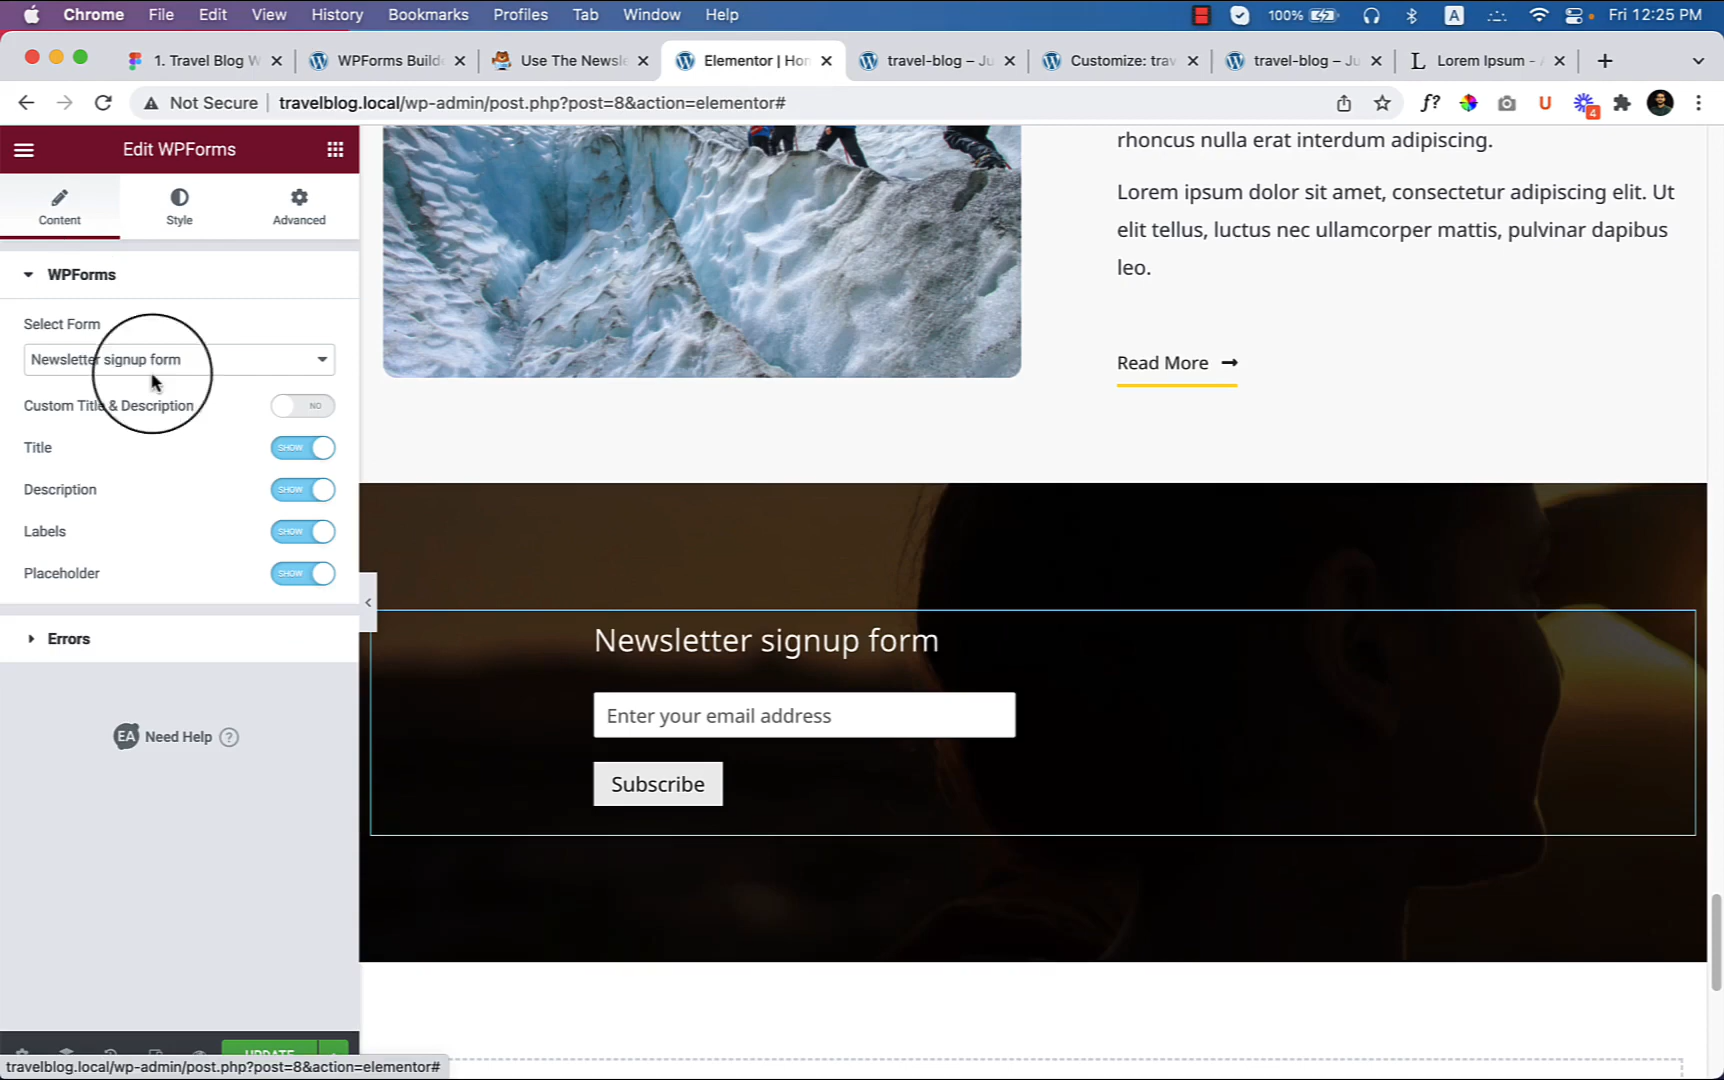 Chrome File Edit View History Bookmarks Profiles Tab Window Help 100% A Fri 12:25 PM
1. Travel Blog W WPForms Build Use The Newsle Elementor | Hon travel-blog – Ju Customize: trav travel-blog – Ju Lorem Ipsum -
Not Secure travelblog.local/wp-admin/post.php?post=8&action=elementor# f? U 4
Edit WPForms
Content Style Advanced
WPForms
Select Form
Newsletter signup form
Custom Title & Description NO
Title SHOW
Description SHOW
Labels SHOW
Placeholder SHOW
Errors
EA Need Help ?
rhoncus nulla erat interdum adipiscing.
Lorem ipsum dolor sit amet, consectetur adipiscing elit. Ut
elit tellus, luctus nec ullamcorper mattis, pulvinar dapibus
leo.
Read More →
Newsletter signup form
Enter your email address
Subscribe
UPDATE
travelblog.local/wp-admin/post.php?post=8&action=elementor#